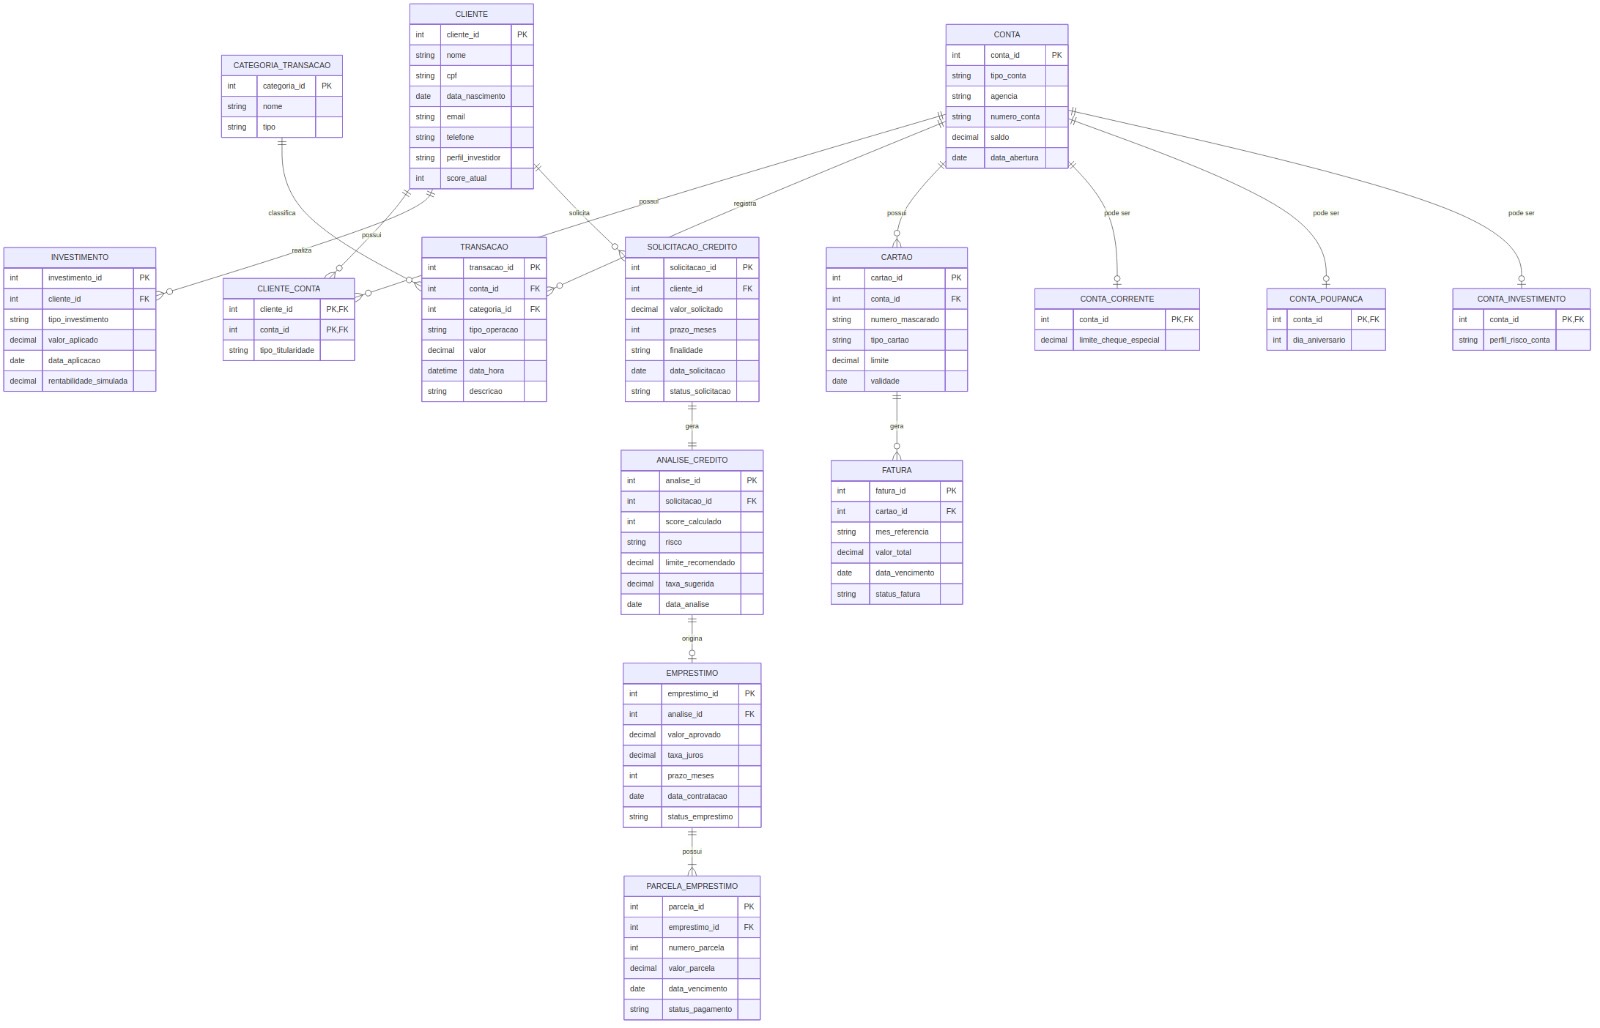 CLIENTE
int cliente_id PK
string nome
string cpf
date data_nascimento
string email
string telefone
string perfil_investidor
int score_atual
CONTA
int conta_id PK
string tipo_conta
string agencia
string numero_conta
decimal saldo
date data_abertura
CATEGORIA_TRANSACAO
int categoria_id PK
string nome
string tipo
classifica
realiza
possui
solicita
possui
registra
possui
pode ser
pode ser
pode ser
INVESTIMENTO
int investimento_id PK
int cliente_id FK
string tipo_investimento
decimal valor_aplicado
date data_aplicacao
decimal rentabilidade_simulada
CLIENTE_CONTA
int cliente_id PK,FK
int conta_id PK,FK
string tipo_titularidade
TRANSACAO
int transacao_id PK
int conta_id FK
int categoria_id FK
string tipo_operacao
decimal valor
datetime data_hora
string descricao
SOLICITACAO_CREDITO
int solicitacao_id PK
int cliente_id FK
decimal valor_solicitado
int prazo_meses
string finalidade
date data_solicitacao
string status_solicitacao
CARTAO
int cartao_id PK
int conta_id FK
string numero_mascarado
string tipo_cartao
decimal limite
date validade
CONTA_CORRENTE
int conta_id PK,FK
decimal limite_cheque_especial
CONTA_POUPANCA
int conta_id PK,FK
int dia_aniversario
CONTA_INVESTIMENTO
int conta_id PK,FK
string perfil_risco_conta
gera
gera
ANALISE_CREDITO
int analise_id PK
int solicitacao_id FK
int score_calculado
string risco
decimal limite_recomendado
decimal taxa_sugerida
date data_analise
FATURA
int fatura_id PK
int cartao_id FK
string mes_referencia
decimal valor_total
date data_vencimento
string status_fatura
origina
EMPRESTIMO
int emprestimo_id PK
int analise_id FK
decimal valor_aprovado
decimal taxa_juros
int prazo_meses
date data_contratacao
string status_emprestimo
possui
PARCELA_EMPRESTIMO
int parcela_id PK
int emprestimo_id FK
int numero_parcela
decimal valor_parcela
date data_vencimento
string status_pagamento